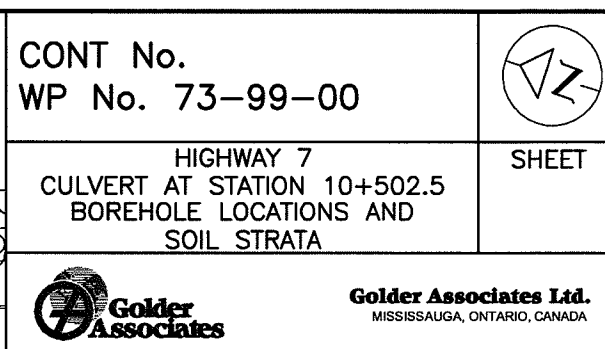 CONT No.
WP No. 73-99-00
N
HIGHWAY 7
CULVERT AT STATION 10+502.5
BOREHOLE LOCATIONS AND
SOIL STRATA
SHEET
Golder
Associates
Golder Associates Ltd.
MISSISSAUGA, ONTARIO, CANADA